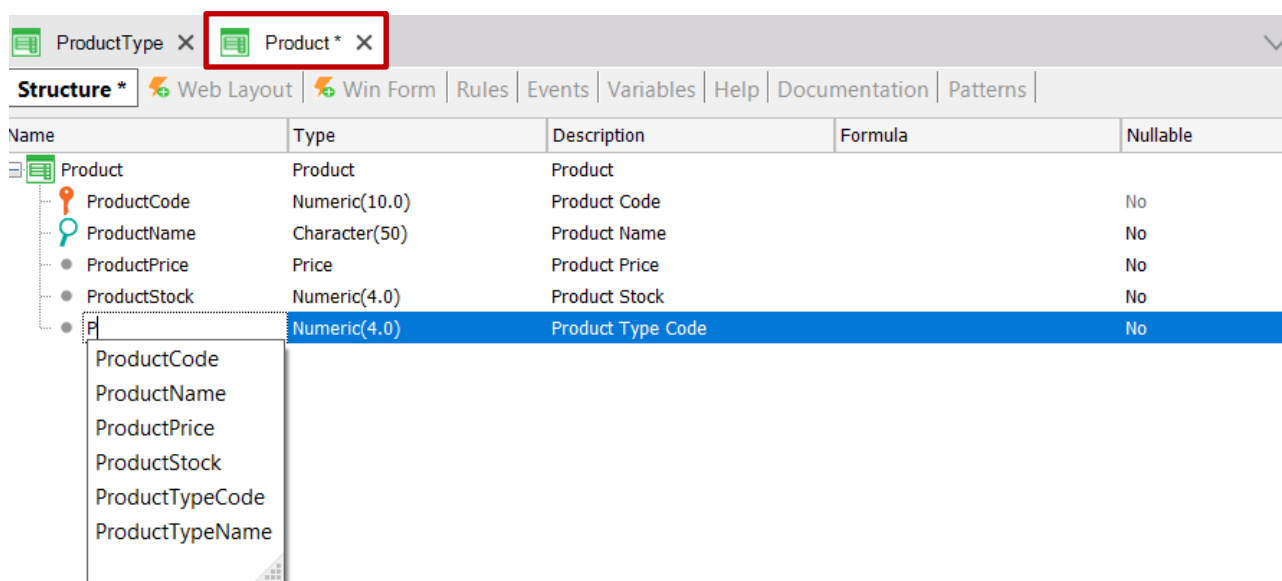 ProductType Product *
Structure * Web Layout Win Form Rules Events Variables Help Documentation Patterns
Name Type Description Formula Nullable
Product Product Product
ProductCode Numeric(10.0) Product Code No
ProductName Character(50) Product Name No
ProductPrice Price Product Price No
ProductStock Numeric(4.0) Product Stock No
P Numeric(4.0) Product Type Code No
ProductCode
ProductName
ProductPrice
ProductStock
ProductTypeCode
ProductTypeName